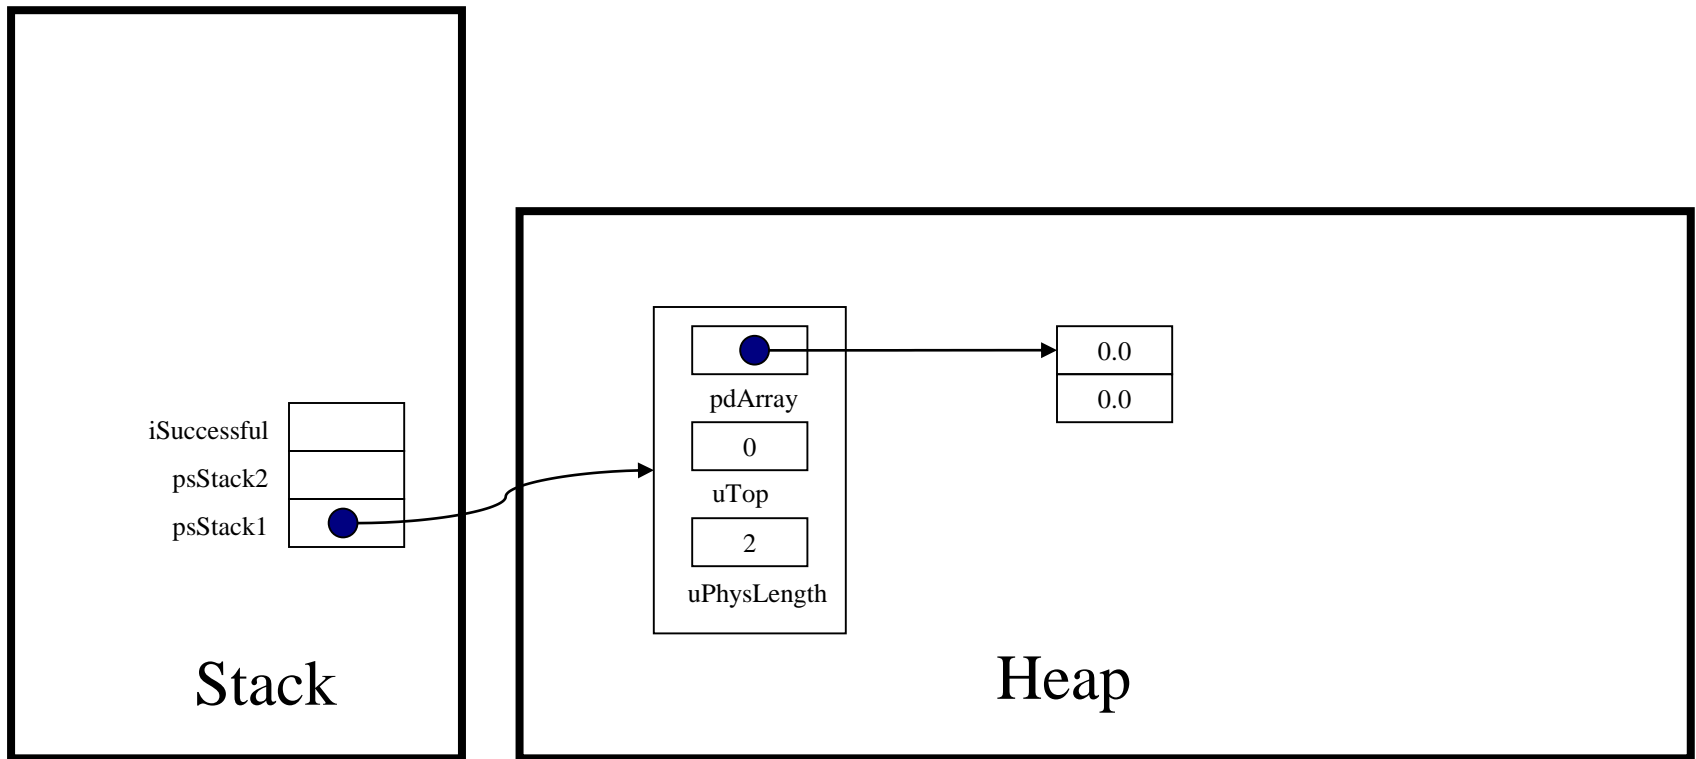 iSuccessful
psStack2
psStack1
Stack
pdArray
0
uTop
2
uPhysLength
0.0
0.0
Heap